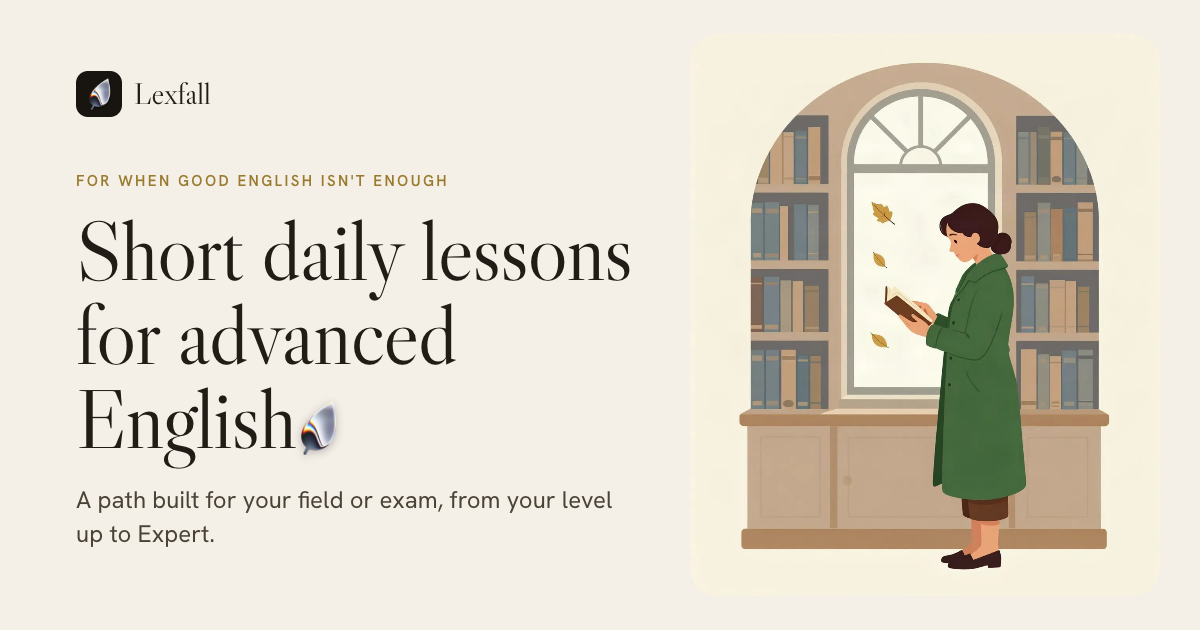 Lexfall
FOR WHEN GOOD ENGLISH ISN'T ENOUGH
Short daily lessons
for advanced
English
A path built for your field or exam, from your level
up to Expert.